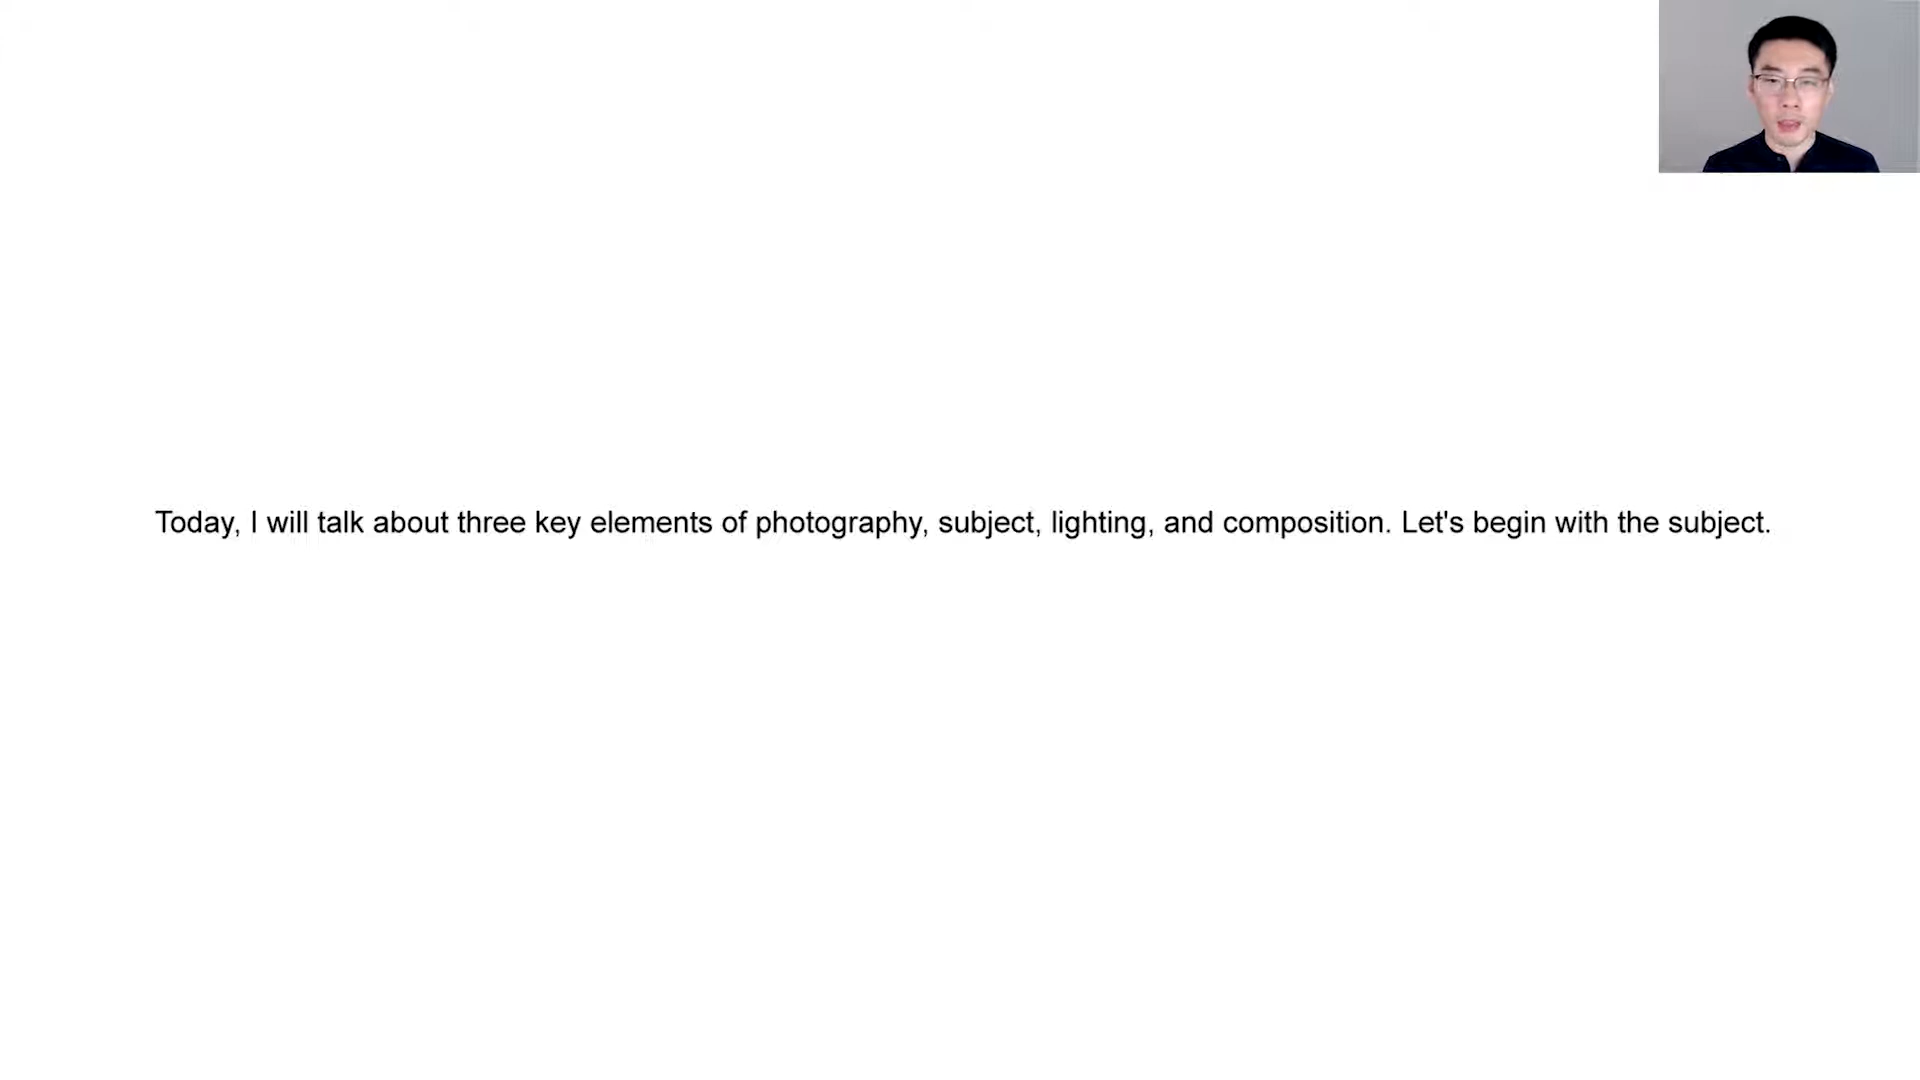 Today, I will talk about three key elements of photography, subject, lighting, and composition. Let's begin with the subject.